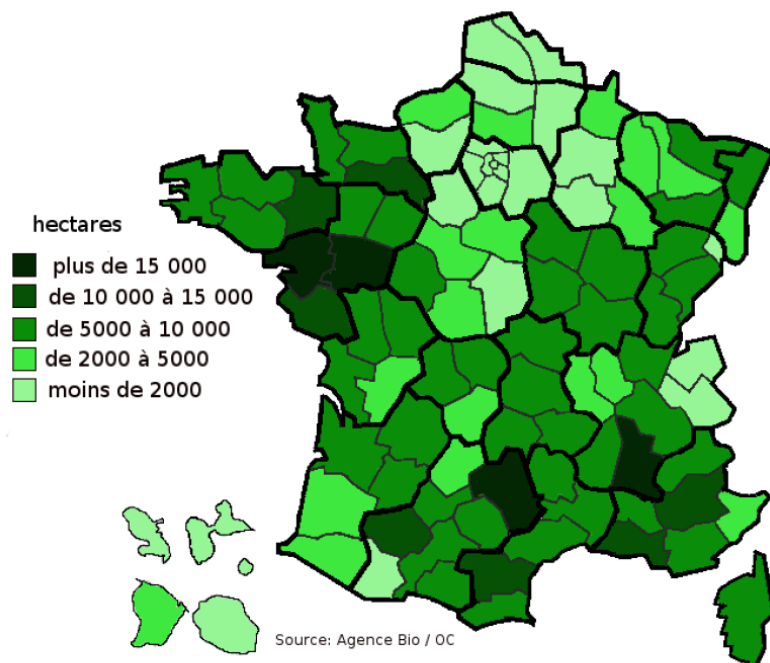 hectares
plus de 15 000
de 10 000 à 15 000
de 5000 à 10 000
de 2000 à 5000
moins de 2000
Source: Agence Bio / OC